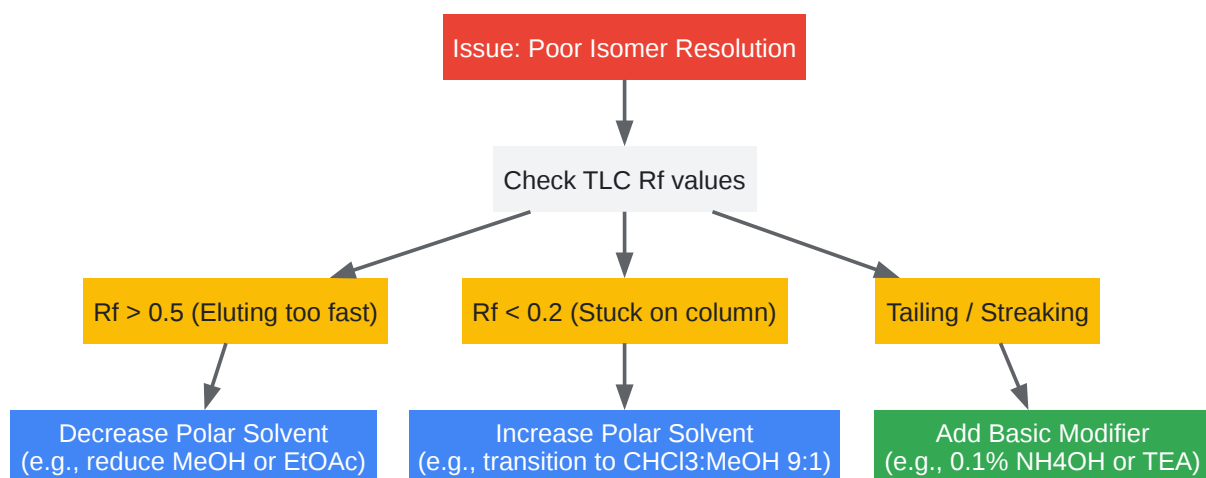 Issue: Poor Isomer Resolution
Check TLC Rf values
Rf > 0.5 (Eluting too fast)
Rf < 0.2 (Stuck on column)
Tailing / Streaking
Decrease Polar Solvent
(e.g., reduce MeOH or EtOAc)
Increase Polar Solvent
(e.g., transition to CHCl3:MeOH 9:1)
Add Basic Modifier
(e.g., 0.1% NH4OH or TEA)